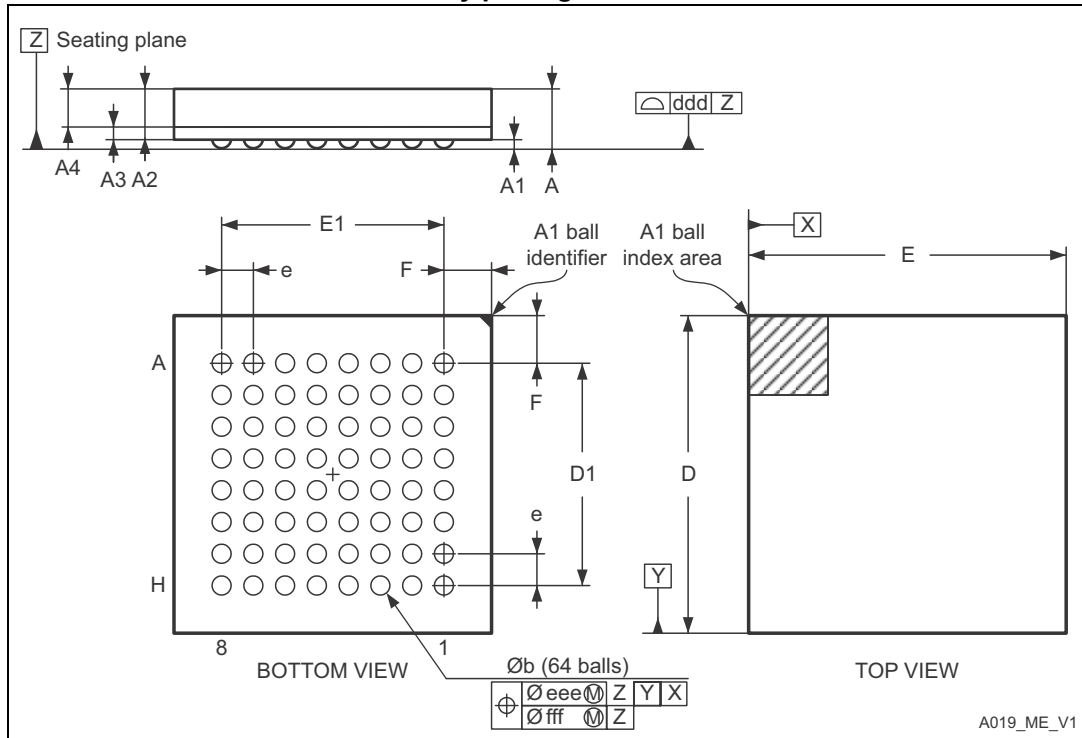 Z Seating plane
ddd Z
A4
A3 A2
A1
A
E1
A1 ball identifier
A1 ball index area
X
E
e
F
A
F
D1
D
e
H
Y
8
1
BOTTOM VIEW
Øb (64 balls)
TOP VIEW
Ø eee Ⓜ Z Y X
Ø fff Ⓜ Z
A019_ME_V1